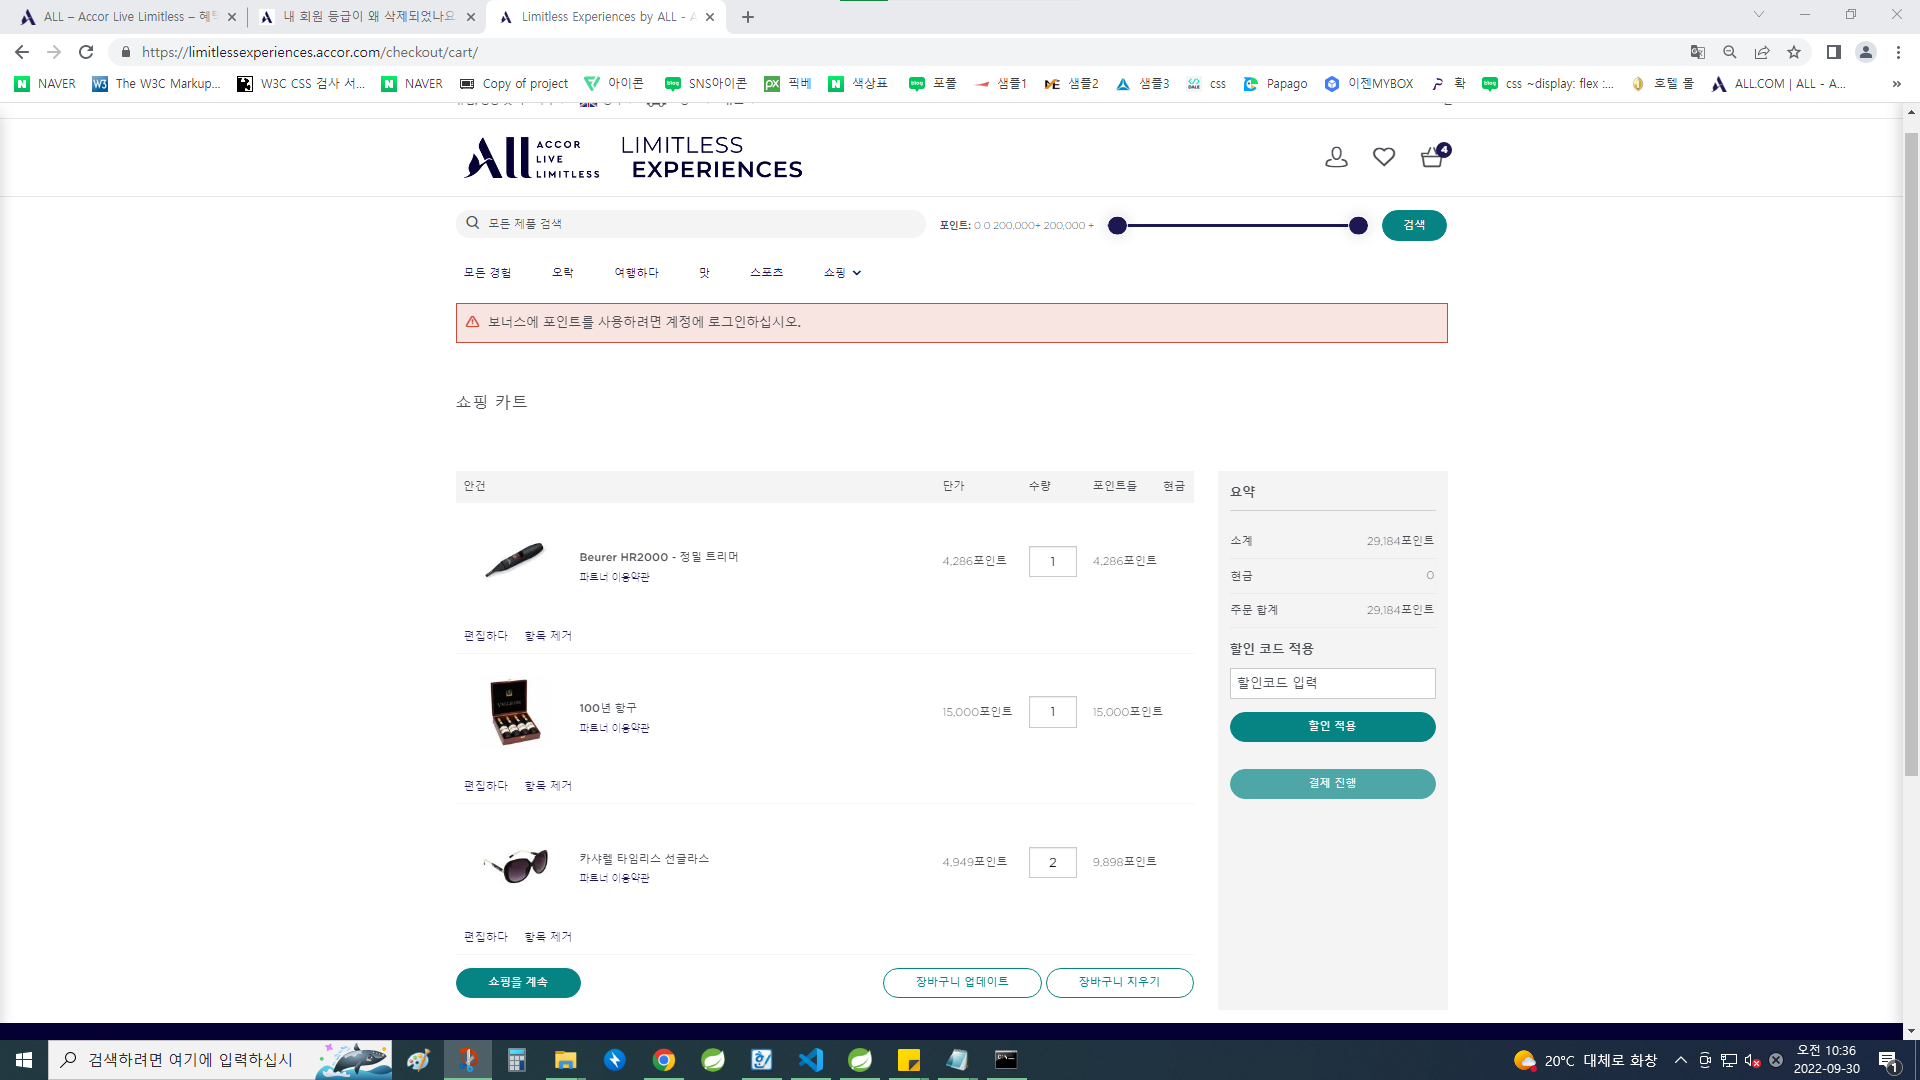 ALL – Accor Live Limitless – 혜택
내 회원 등급이 왜 삭제되었나요
Limitless Experiences by ALL - A
https://limitlessexperiences.accor.com/checkout/cart/
NAVER
The W3C Markup...
W3C CSS 검사 서...
NAVER
Copy of project
아이콘
SNS아이콘
픽베
색상표
포폴
샘플1
샘플2
샘플3
css
Papago
이젠MYBOX
확
css ~display: flex :...
호텔 몰
ALL.COM | ALL - A...
»
ALL ACCOR LIVE LIMITLESS
LIMITLESS EXPERIENCES
4
모든 제품 검색
포인트: 0 0 200,000+ 200,000 +
검색
모든 경험
오락
여행하다
맛
스포츠
쇼핑
보너스에 포인트를 사용하려면 계정에 로그인하십시오.
쇼핑 카트
안건
단가
수량
포인트들
현금
Beurer HR2000 - 정밀 트리머
파트너 이용약관
4,286포인트
1
4,286포인트
편집하다
항목 제거
100년 항구
파트너 이용약관
15,000포인트
1
15,000포인트
편집하다
항목 제거
카샤렐 타임리스 선글라스
파트너 이용약관
4,949포인트
2
9,898포인트
편집하다
항목 제거
쇼핑을 계속
장바구니 업데이트
장바구니 지우기
요약
소계
29,184포인트
현금
0
주문 합계
29,184포인트
할인 코드 적용
할인코드 입력
할인 적용
결제 진행
검색하려면 여기에 입력하십시
20°C 대체로 화창
오전 10:36
2022-09-30
1